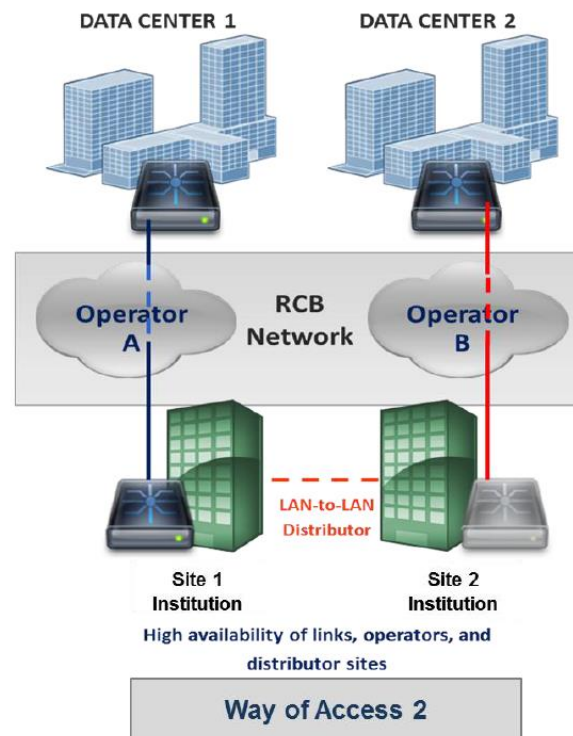 DATA CENTER 1
DATA CENTER 2
Operator
A
RCB
Network
Operator
B
LAN-to-LAN
Distributor
Site 1
Institution
Site 2
Institution
High availability of links, operators, and
distributor sites
Way of Access 2